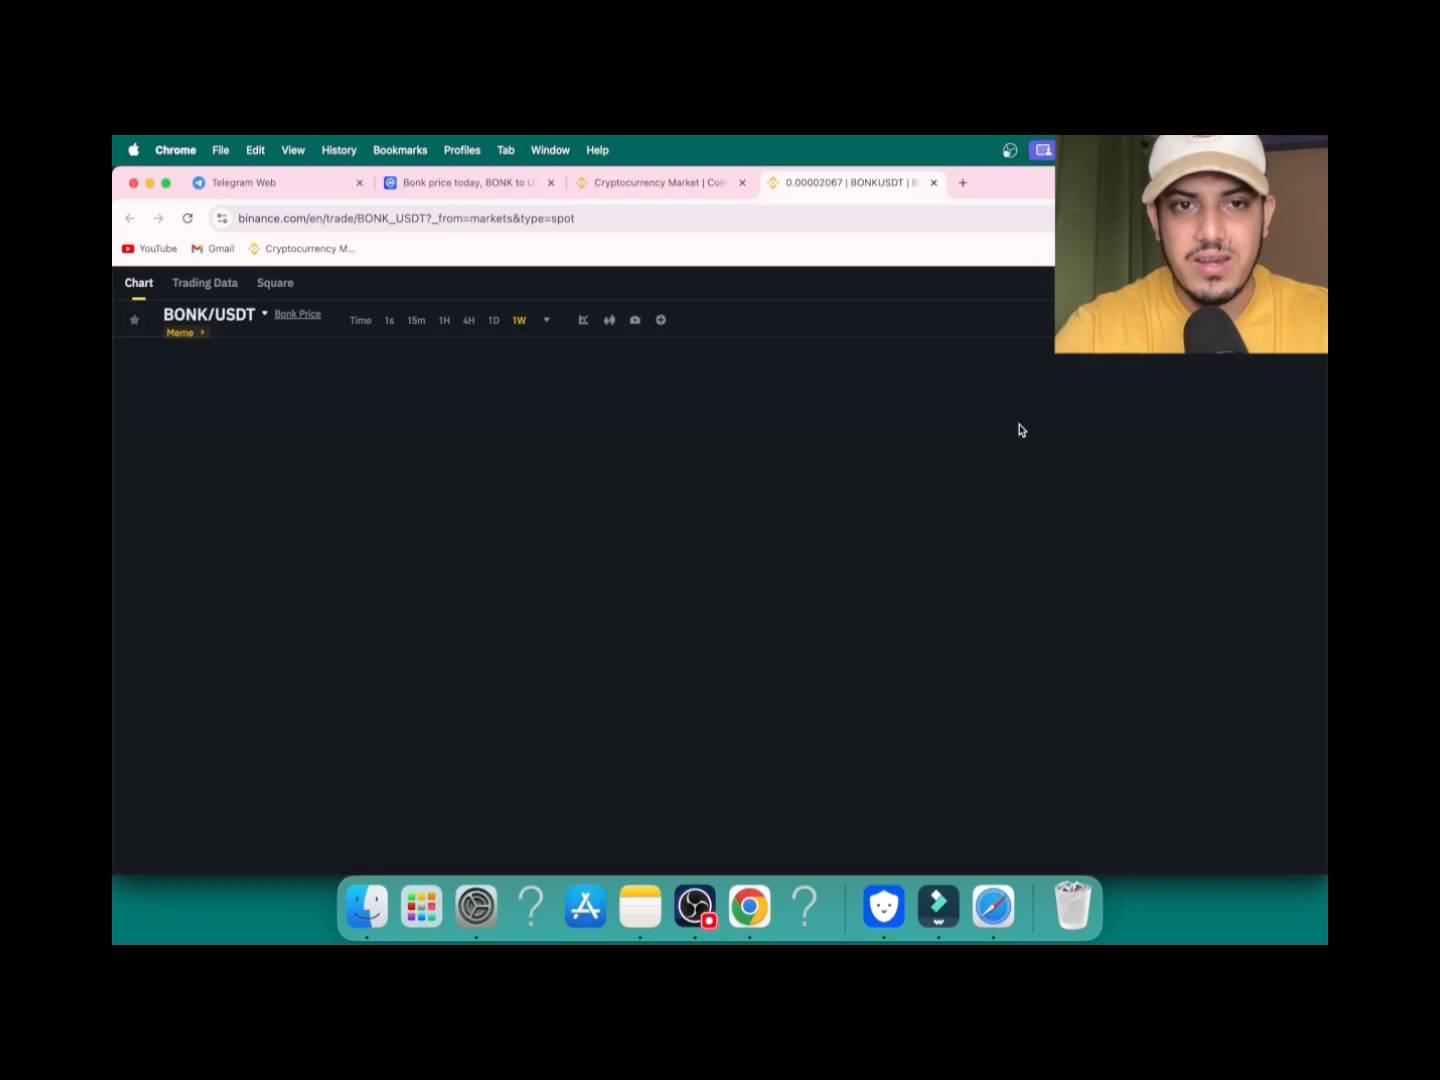 Chrome File Edit View History Bookmarks Profiles Tab Window Help
Telegram Web Bonk price today, BONK to U Cryptocurrency Market | Coin 0.00002067 | BONKUSDT | B
binance.com/en/trade/BONK_USDT?_from=markets&type=spot
YouTube Gmail Cryptocurrency M...
Chart Trading Data Square
BONK/USDT Bonk Price Time 1s 15m 1H 4H 1D 1W
Meme